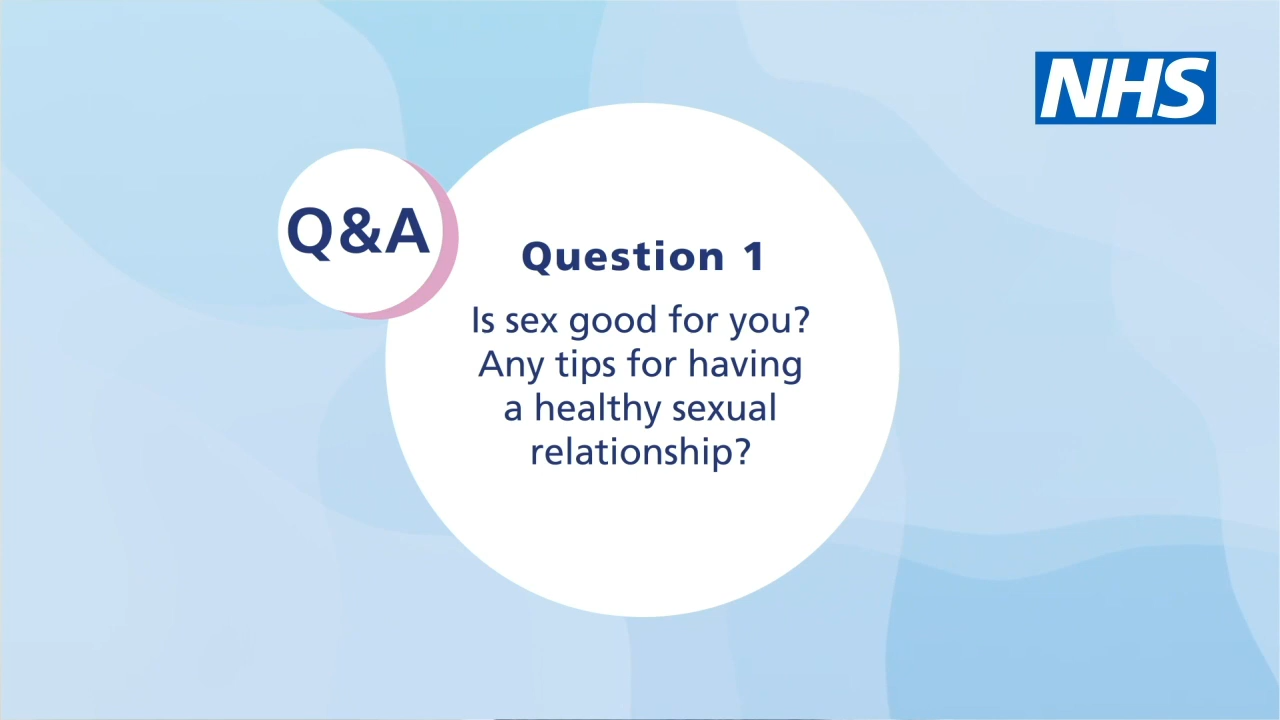 NHS
Q&A
Question 1
Is sex good for you?
Any tips for having
a healthy sexual
relationship?